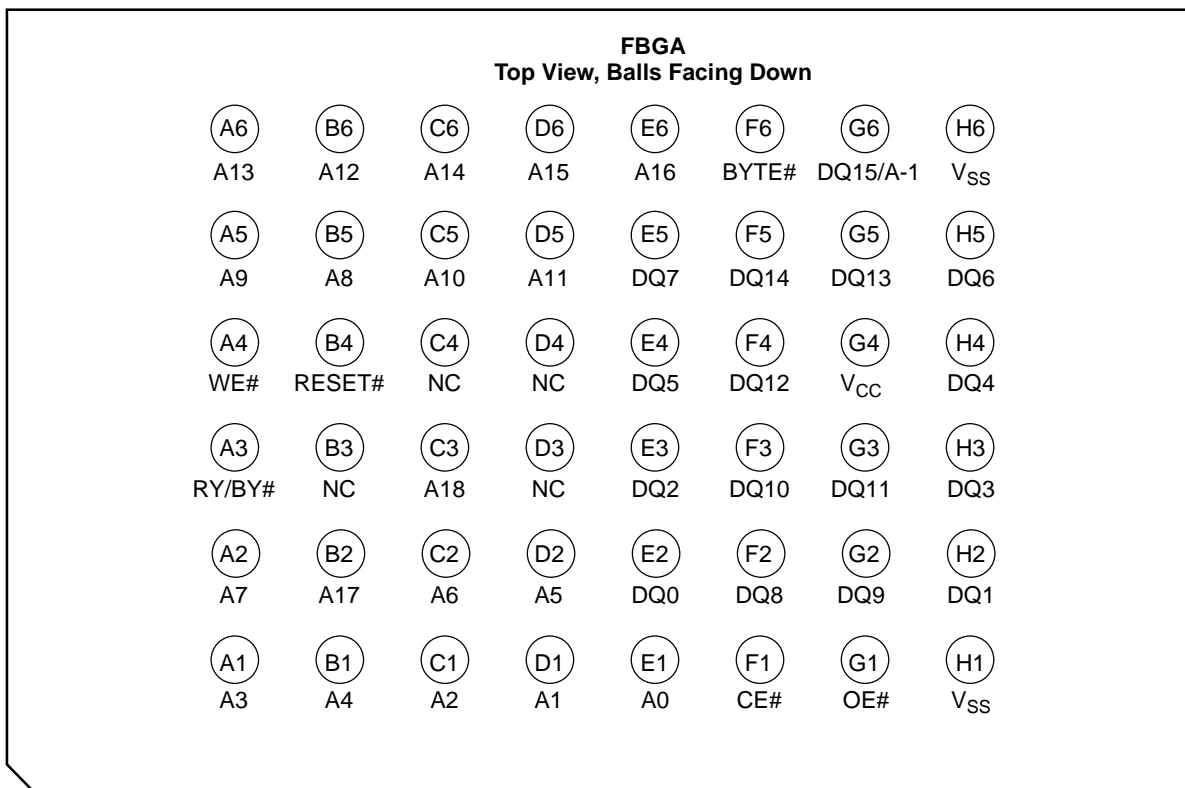 FBGA
Top View, Balls Facing Down
A6 B6 C6 D6 E6 F6 G6 H6
A13 A12 A14 A15 A16 BYTE# DQ15/A-1 VSS
A5 B5 C5 D5 E5 F5 G5 H5
A9 A8 A10 A11 DQ7 DQ14 DQ13 DQ6
A4 B4 C4 D4 E4 F4 G4 H4
WE# RESET# NC NC DQ5 DQ12 VCC DQ4
A3 B3 C3 D3 E3 F3 G3 H3
RY/BY# NC A18 NC DQ2 DQ10 DQ11 DQ3
A2 B2 C2 D2 E2 F2 G2 H2
A7 A17 A6 A5 DQ0 DQ8 DQ9 DQ1
A1 B1 C1 D1 E1 F1 G1 H1
A3 A4 A2 A1 A0 CE# OE# VSS